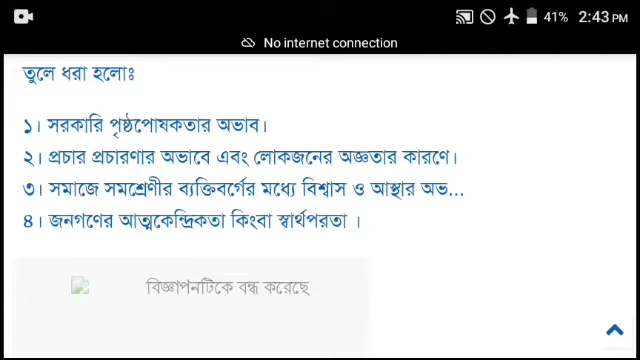 41% 2:43 PM
No internet connection
তুলে ধরা হলোঃ
১। সরকারি পৃষ্ঠপোষকতার অভাব।
২। প্রচার প্রচারণার অভাবে এবং লোকজনের অজ্ঞতার কারণে।
৩। সমাজে সমশ্রেণীর ব্যক্তিবর্গের মধ্যে বিশ্বাস ও আস্থার অভ...
৪। জনগণের আত্মকেন্দ্রিকতা কিংবা স্বার্থপরতা ।
বিজ্ঞাপনটিকে বন্ধ করেছে